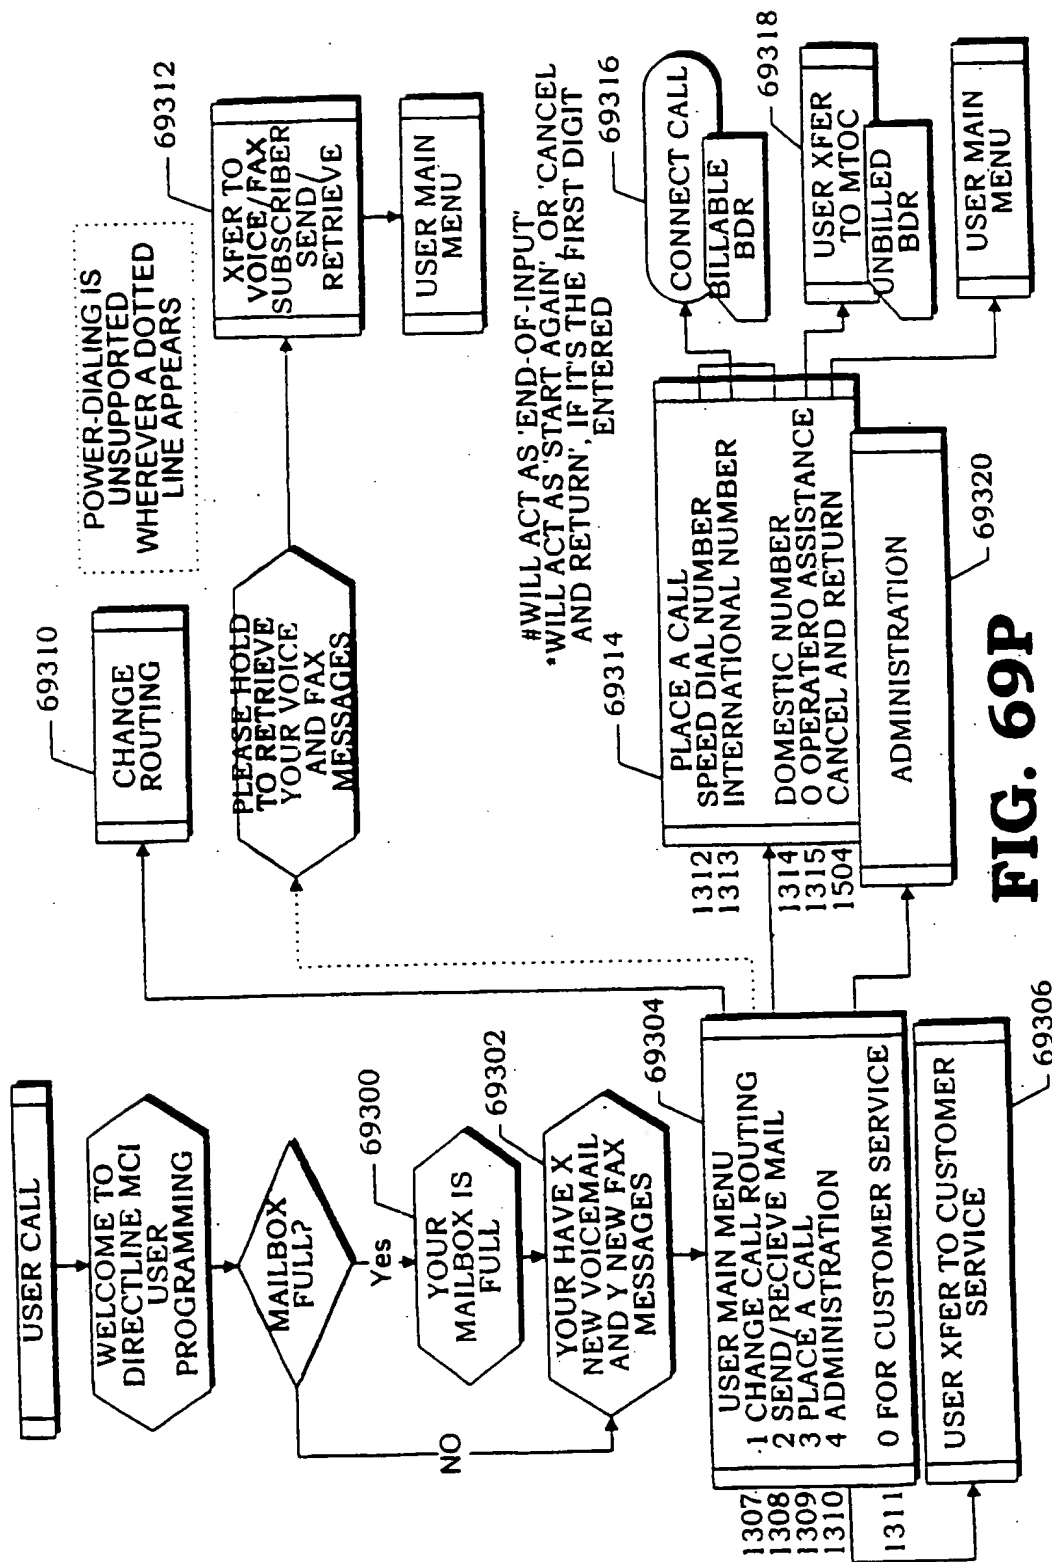 USER CALL
WELCOME TO
DIRECTLINE MCI
USER
PROGRAMMING
MAILBOX
FULL?
Yes
NO
69300
YOUR
MAILBOX IS
FULL
69302
YOUR HAVE X
NEW VOICEMAIL
AND Y NEW FAX
MESSAGES
69304
USER MAIN MENU
1307 1 CHANGE CALL ROUTING
1308 2 SEND/RECIEVE MAIL
1309 3 PLACE A CALL
1310 4 ADMINISTRATION
1311 0 FOR CUSTOMER SERVICE
USER XFER TO CUSTOMER
SERVICE
69306
69310
CHANGE
ROUTING
POWER-DIALING IS
UNSUPPORTED
WHEREVER A DOTTED
LINE APPEARS
PLEASE HOLD
TO RETRIEVE
YOUR VOICE
AND FAX
MESSAGES
69312
XFER TO
VOICE/FAX
SUBSCRIBER
SEND/
RETRIEVE
USER MAIN
MENU
#WILL ACT AS 'END-OF-INPUT'
*WILL ACT AS 'START AGAIN', OR 'CANCEL
AND RETURN', IF IT'S THE FIRST DIGIT
ENTERED
69314
PLACE A CALL
1312 SPEED DIAL NUMBER
1313 INTERNATIONAL NUMBER
1314 DOMESTIC NUMBER
1315 O OPERATERO ASSISTANCE
1504 CANCEL AND RETURN
ADMINISTRATION
69320
69316
CONNECT CALL
BILLABLE
BDR
69318
USER XFER
TO MTOC
UNBILLED
BDR
USER MAIN
MENU
FIG. 69P